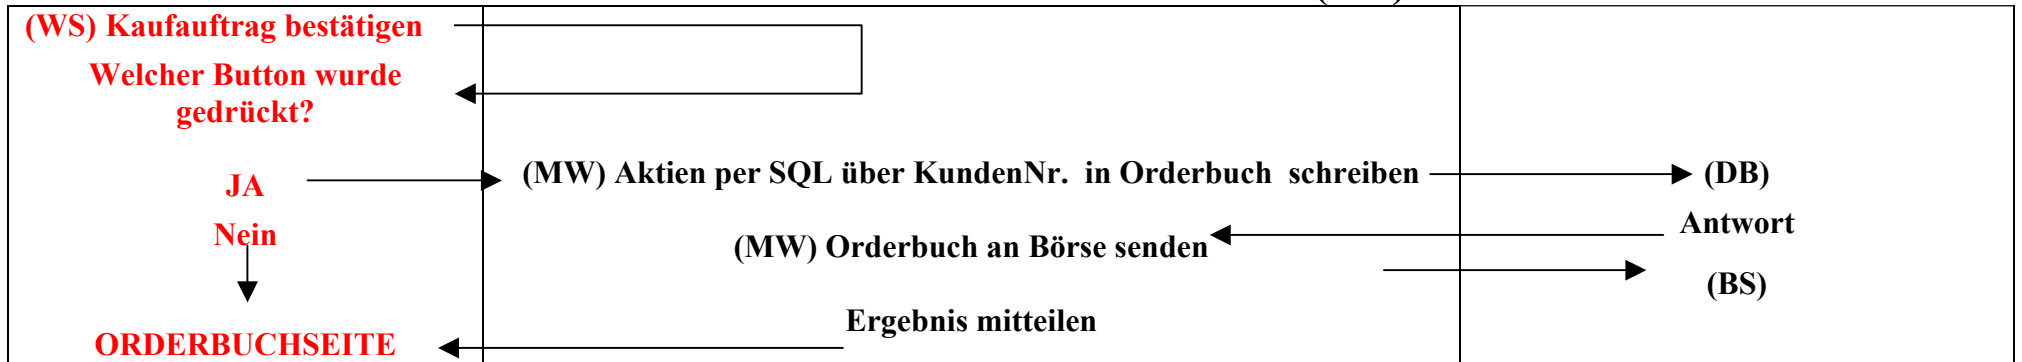 (WS) Kaufauftrag bestätigen
Welcher Button wurde
gedrückt?
JA
(MW) Aktien per SQL über KundenNr. in Orderbuch schreiben
(DB)
Nein
(MW) Orderbuch an Börse senden
Antwort
(BS)
Ergebnis mitteilen
ORDERBUCHSEITE